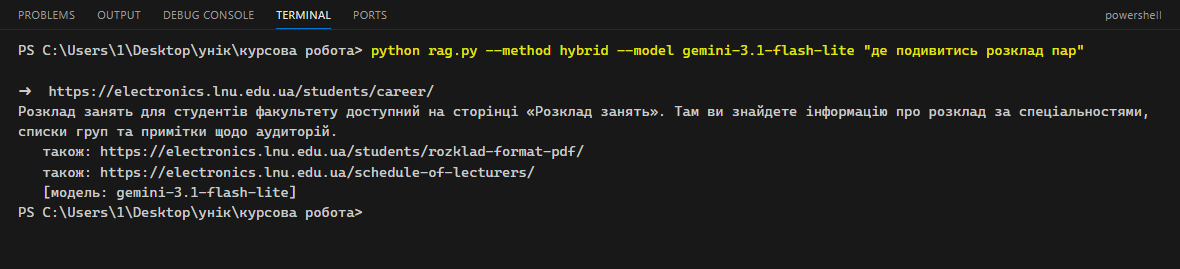 PROBLEMS OUTPUT DEBUG CONSOLE TERMINAL PORTS powershell
PS C:\Users\1\Desktop\унік\курсова робота> python rag.py --method hybrid --model gemini-3.1-flash-lite "де подивитись розклад пар"
→ https://electronics.lnu.edu.ua/students/career/
Розклад занять для студентів факультету доступний на сторінці «Розклад занять». Там ви знайдете інформацію про розклад за спеціальностями,
списки груп та примітки щодо аудиторій.
також: https://electronics.lnu.edu.ua/students/rozklad-format-pdf/
також: https://electronics.lnu.edu.ua/schedule-of-lecturers/
[модель: gemini-3.1-flash-lite]
PS C:\Users\1\Desktop\унік\курсова робота>